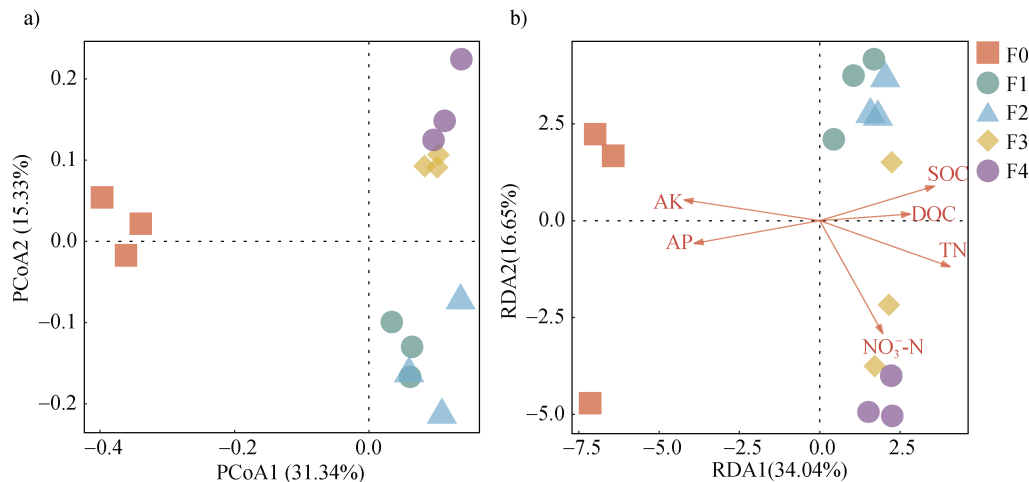 a)
0.2
0.1
0.0
−0.1
−0.2
PCoA2 (15.33%)
−0.4
−0.2
0.0
PCoA1 (31.34%)
b)
2.5
0.0
−2.5
−5.0
RDA2(16.65%)
−7.5
−5.0
−2.5
0.0
2.5
RDA1(34.04%)
AK
AP
SOC
DOC
TN
NO₃⁻-N
F0
F1
F2
F3
F4